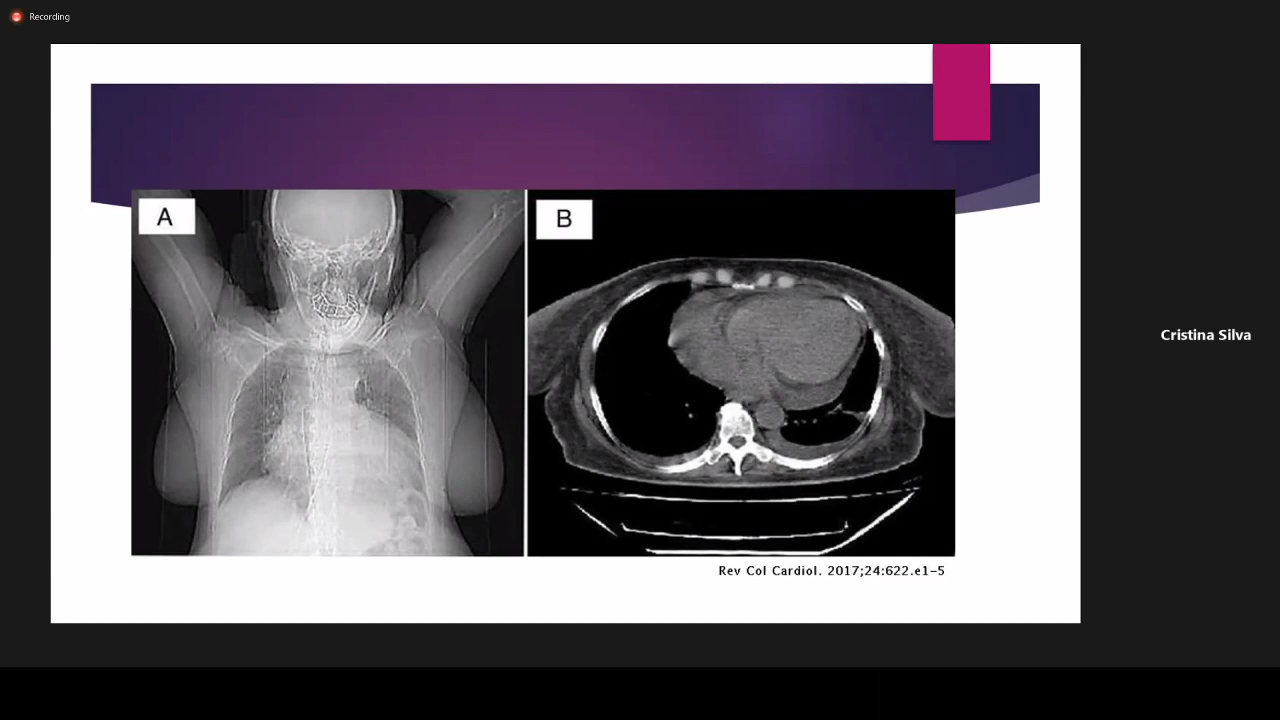 Recording
A
B
Cristina Silva
Rev Col Cardiol. 2017;24:622.e1-5